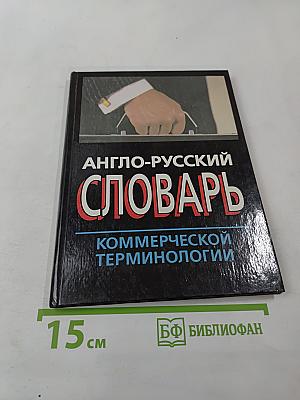 АНГЛО-РУССКИЙ
СЛОВАРЬ
КОММЕРЧЕСКОЙ
ТЕРМИНОЛОГИИ
15 см
БФ БИБЛИОФАН